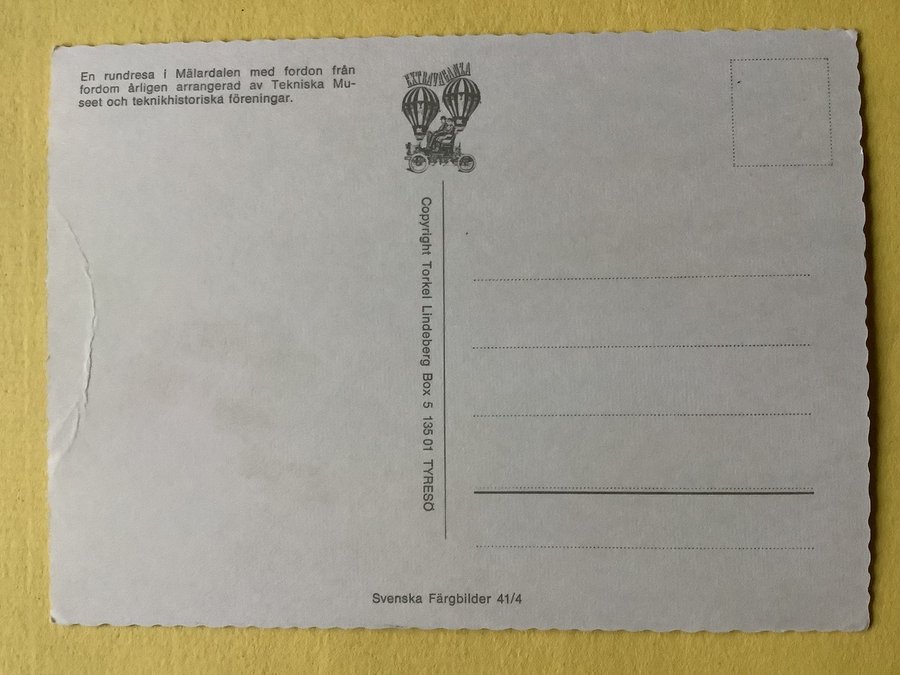 En rundresa i Mälardalen med fordon från
fordom årligen arrangerad av Tekniska Mu-
seet och teknikhistoriska föreningar.
EXTRAVAGANZA
Copyright Torkel Lindeberg Box 5 135 01 TYRESÖ
Svenska Färgbilder 41/4